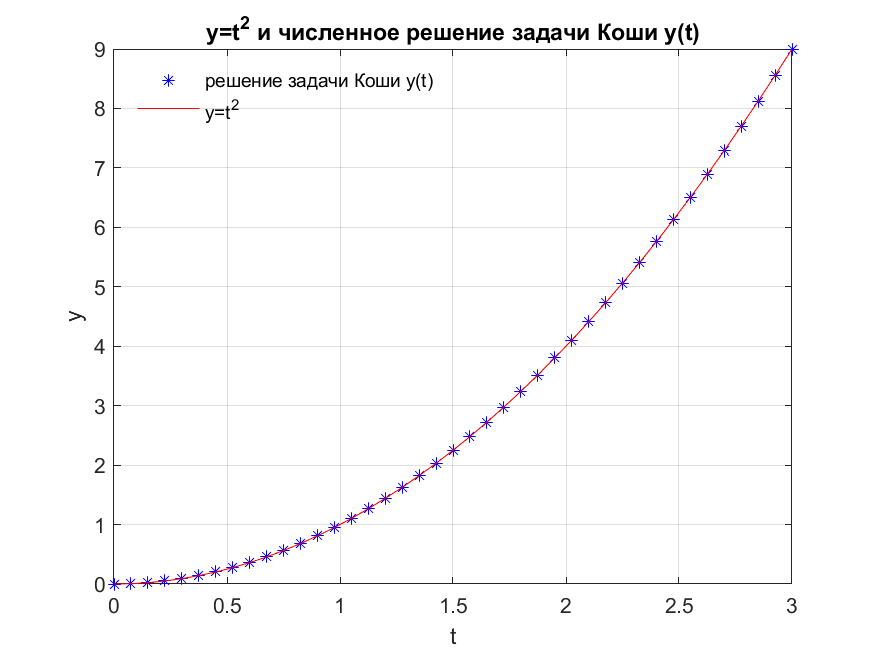 y=t² и численное решение задачи Коши y(t)
решение задачи Коши y(t)
y=t²
9
8
7
6
5
4
3
2
1
0
y
0 0.5 1 1.5 2 2.5 3
t